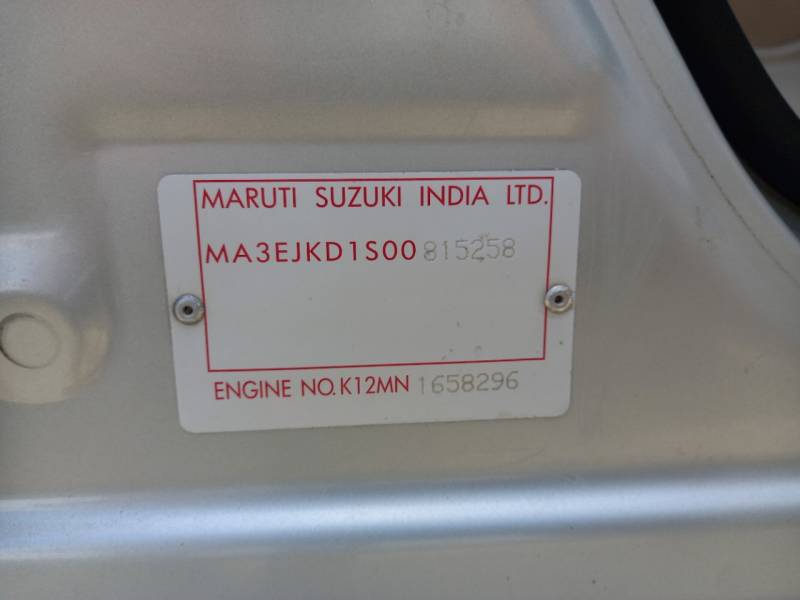 MARUTI SUZUKI INDIA LTD.
MA3EJKD1S00815258
ENGINE NO. K12MN 1658296